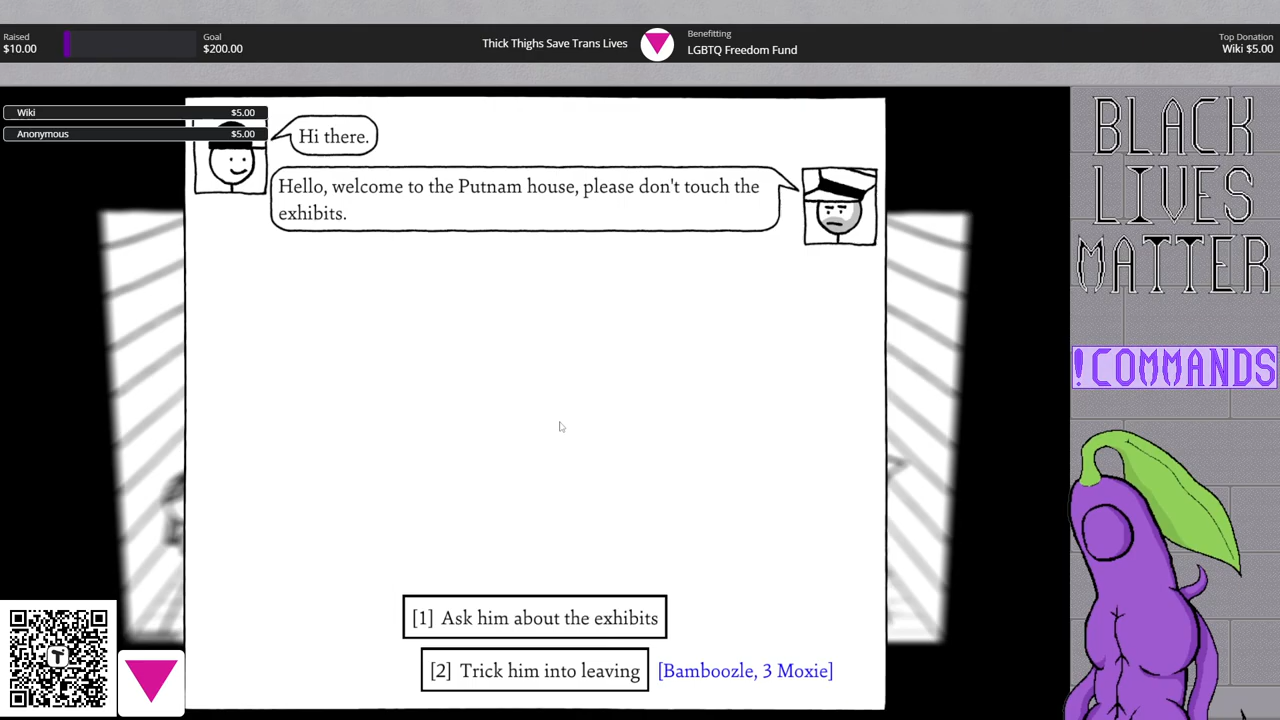 Raised
$10.00
Goal
$200.00
Thick Thighs Save Trans Lives
Benefitting
LGBTQ Freedom Fund
Top Donation
Wiki $5.00
Wiki $5.00
Anonymous $5.00
Hi there.
Hello, welcome to the Putnam house, please don't touch the
exhibits.
[1] Ask him about the exhibits
[2] Trick him into leaving [Bamboozle, 3 Moxie]
BLACK
LIVES
MATTER
!COMMANDS